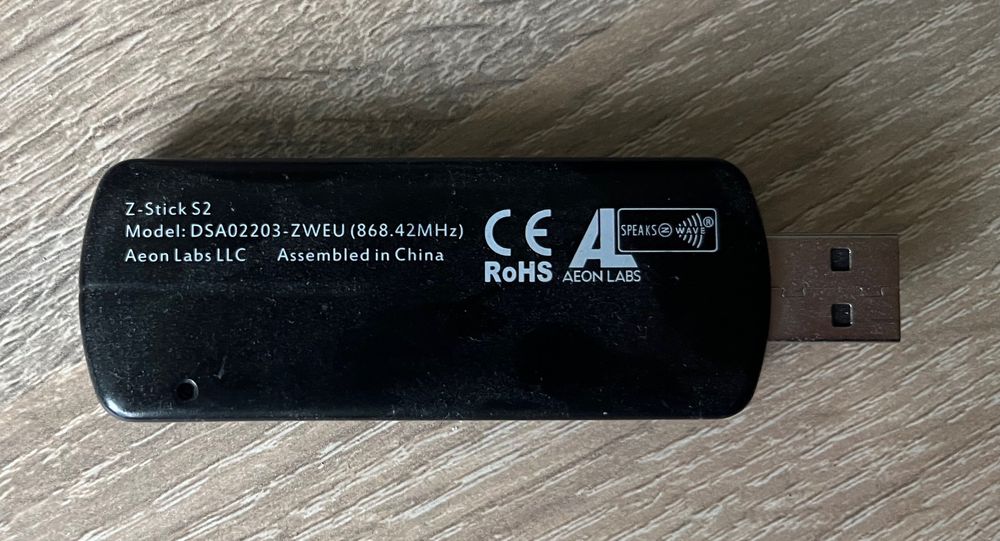 Z-Stick S2
Model: DSA02203-ZWEU (868.42MHz)
Aeon Labs LLC Assembled in China
CE
RoHS
AL
AEON LABS
SPEAKS Z WAVE®